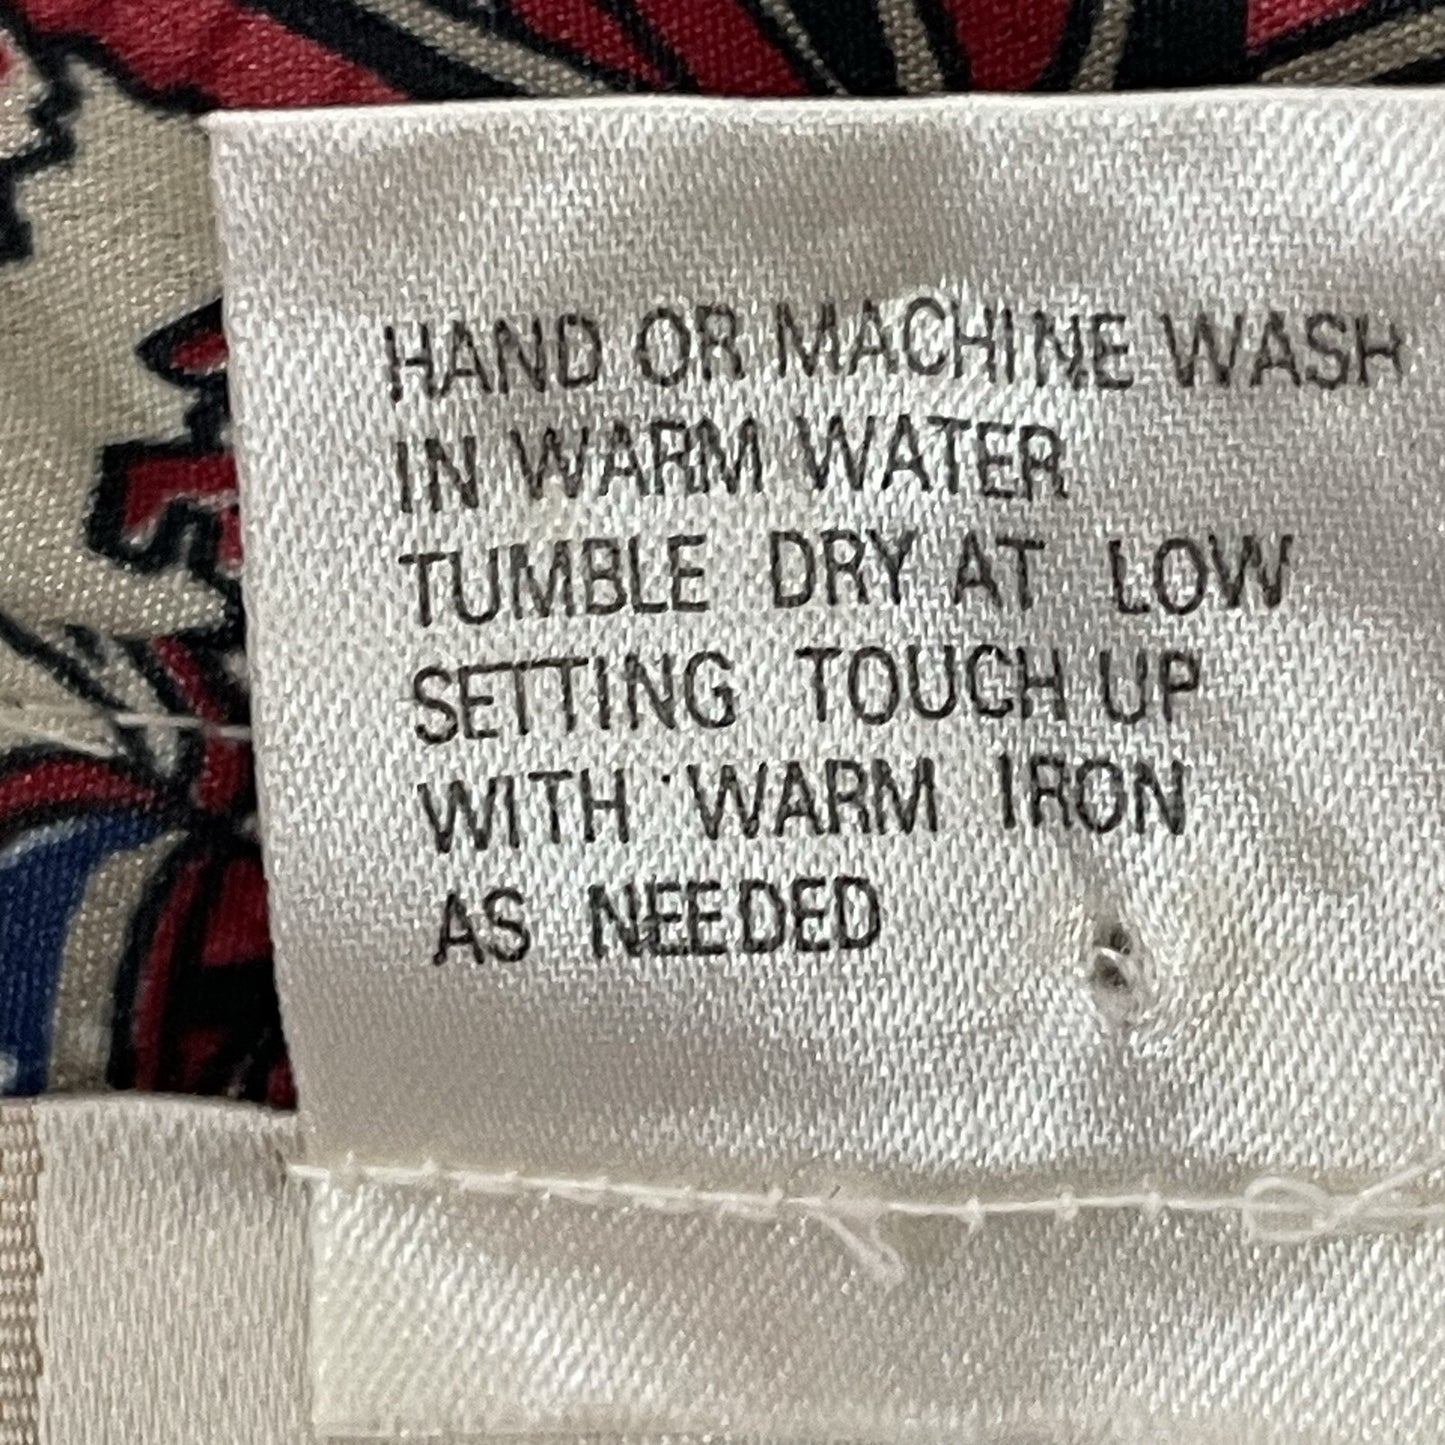 HAND OR MACHINE WASH
IN WARM WATER
TUMBLE DRY AT LOW
SETTING TOUCH UP
WITH WARM IRON
AS NEEDED